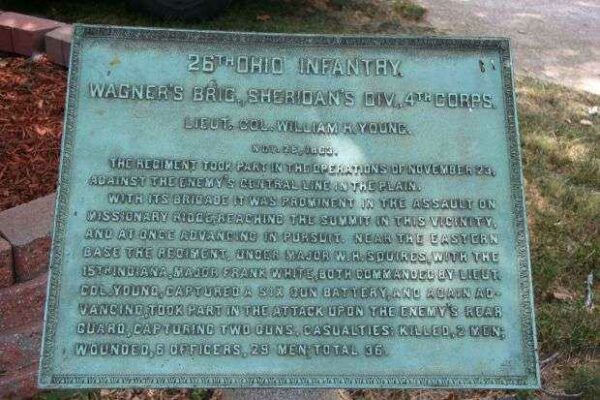 26TH OHIO INFANTRY.
WAGNER'S BRIG., SHERIDAN'S DIV., 4TH CORPS.
LIEUT. COL. WILLIAM H. YOUNG.
NOV. 25, 1863.
THE REGIMENT TOOK PART IN THE OPERATIONS OF NOVEMBER 23,
AGAINST THE ENEMY'S CENTRAL LINE IN THE PLAIN.
WITH ITS BRIGADE IT WAS PROMINENT IN THE ASSAULT ON
MISSIONARY RIDGE, REACHING THE SUMMIT IN THIS VICINITY,
AND AT ONCE ADVANCING IN PURSUIT. NEAR THE EASTERN
BASE THE REGIMENT, UNDER MAJOR W. H. SQUIRES, WITH THE
15TH INDIANA, MAJOR FRANK WHITE, BOTH COMMANDED BY LIEUT.
COL. YOUNG, CAPTURED A SIX GUN BATTERY, AND AGAIN AD-
VANCING, TOOK PART IN THE ATTACK UPON THE ENEMY'S REAR
GUARD, CAPTURING TWO GUNS. CASUALTIES: KILLED, 2 MEN;
WOUNDED, 5 OFFICERS, 29 MEN; TOTAL 36.